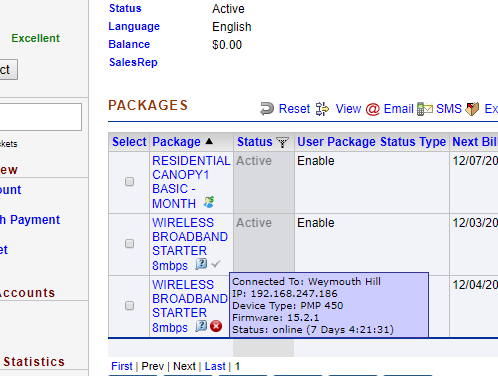 Status Active
Excellent
Language English
Balance $0.00
ct
SalesRep
PACKAGES
Reset View Email SMS Ex
kets
Select Package Status User Package Status Type Next Bil
ew
RESIDENTIAL Active Enable 12/07/20
CANOPY1
ount
BASIC -
MONTH
h Payment
WIRELESS Active Enable 12/03/20
BROADBAND
et
STARTER
8mbps
WIRELESS 12/04/20
BROADBAND
STARTER
8mbps
Connected To: Weymouth Hill
IP: 192.168.247.186
Device Type: PMP 450
Firmware: 15.2.1
Status: online (7 Days 4:21:31)
Accounts
Statistics
First | Prev | Next | Last | 1